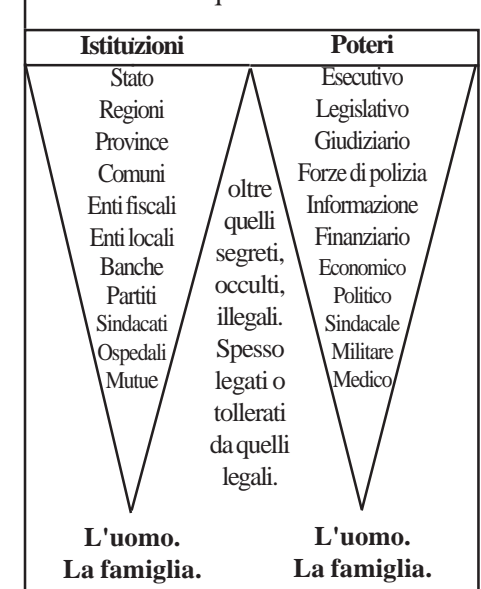 Istituzioni
Stato
Regioni
Province
Comuni
Enti fiscali
Enti locali
Banche
Partiti
Sindacati
Ospedali
Mutue
L'uomo.
La famiglia.
oltre
quelli
segreti,
occulti,
illegali.
Spesso
legati o
tollerati
da quelli
legali.
Poteri
Esecutivo
Legislativo
Giudiziario
Forze di polizia
Informazione
Finanziario
Economico
Politico
Sindacale
Militare
Medico
L'uomo.
La famiglia.